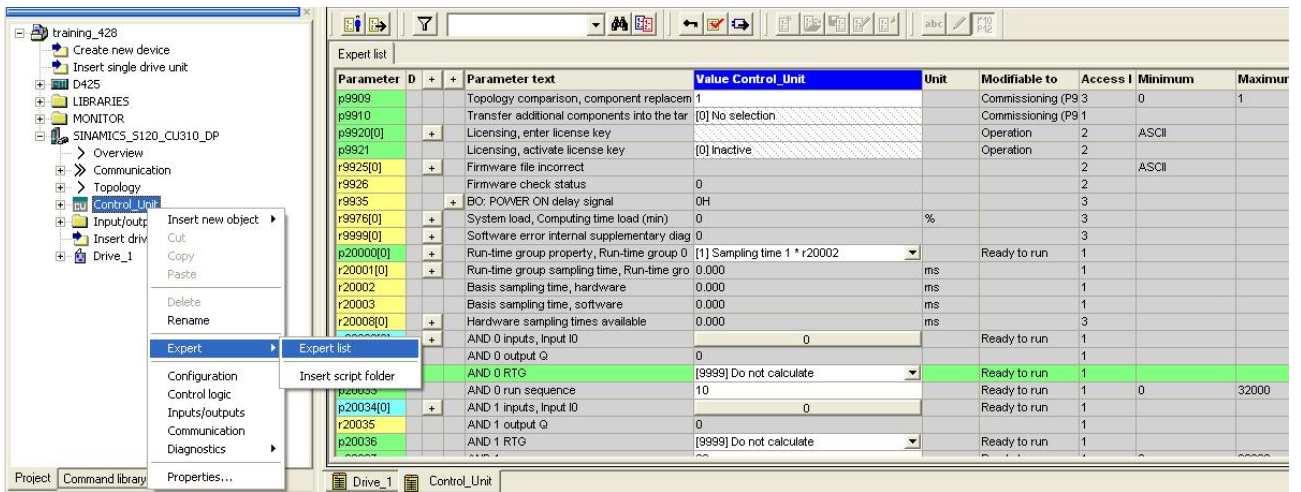 training_428
Create new device
Insert single drive unit
D425
LIBRARIES
MONITOR
SINAMICS_S120_CU310_DP
Overview
Communication
Topology
Control_Unit
Input/outp
Insert driv
Drive_1
Insert new object
Cut
Copy
Paste
Delete
Rename
Expert
Configuration
Control logic
Inputs/outputs
Communication
Diagnostics
Properties...
Expert list
Insert script folder
Project Command library
abc
Expert list
Parameter D + + Parameter text Value Control_Unit Unit Modifiable to Access l Minimum Maximur
p9909 Topology comparison, component replacem 1 Commissioning (P9 3 0 1
p9910 Transfer additional components into the tar [0] No selection Commissioning (P9 1
p9920[0] + Licensing, enter license key Operation 2 ASCII
p9921 Licensing, activate license key [0] Inactive Operation 2
r9925[0] + Firmware file incorrect 2 ASCII
r9926 Firmware check status 0 2
r9935 + BO: POWER ON delay signal 0H 3
r9976[0] + System load, Computing time load (min) 0 % 3
r9999[0] + Software error internal supplementary diag 0 3
p20000[0] + Run-time group property, Run-time group 0 [1] Sampling time 1 * r20002 Ready to run 1
r20001[0] + Run-time group sampling time, Run-time gro 0.000 ms 1
r20002 Basis sampling time, hardware 0.000 ms 1
r20003 Basis sampling time, software 0.000 ms 1
r20008[0] + Hardware sampling times available 0.000 ms 3
+ AND 0 inputs, Input I0 0 Ready to run 1
AND 0 output Q 0 1
AND 0 RTG [9999] Do not calculate Ready to run 1
p20033 AND 0 run sequence 10 Ready to run 1 0 32000
p20034[0] + AND 1 inputs, Input I0 0 Ready to run 1
r20035 AND 1 output Q 0 1
p20036 AND 1 RTG [9999] Do not calculate Ready to run 1
Drive_1 Control_Unit